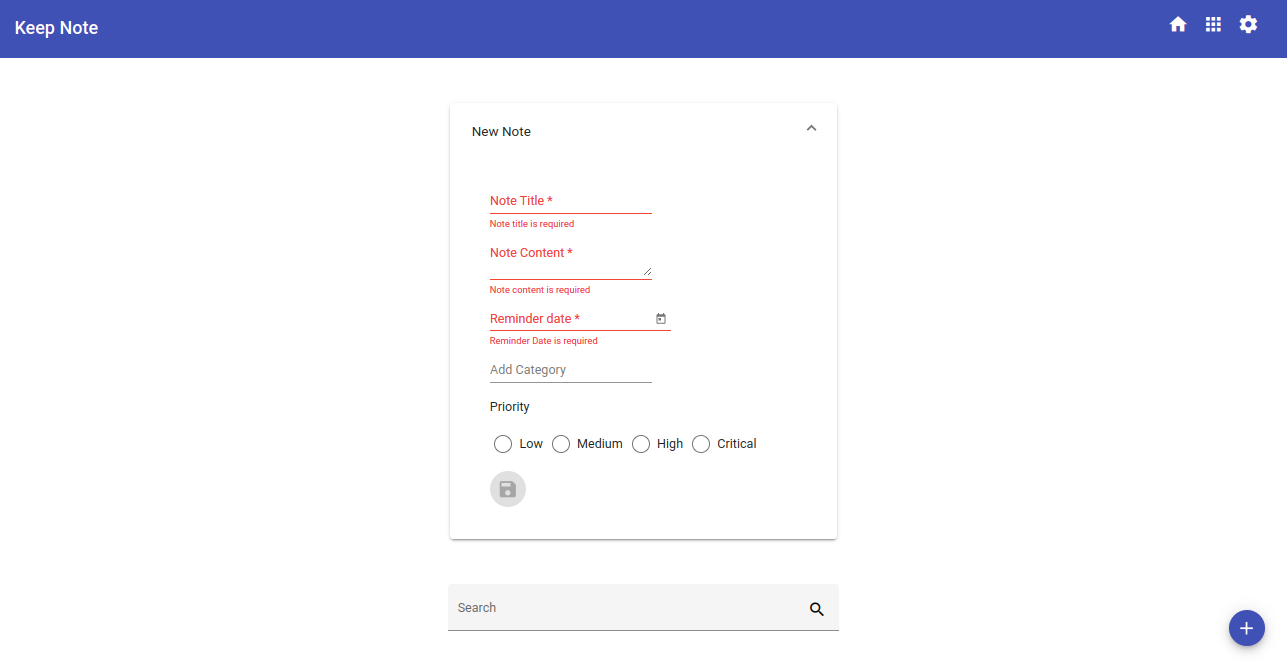 Keep Note
New Note
Note Title *
Note title is required
Note Content *
Note content is required
Reminder date *
Reminder Date is required
Add Category
Priority
Low Medium High Critical
Search